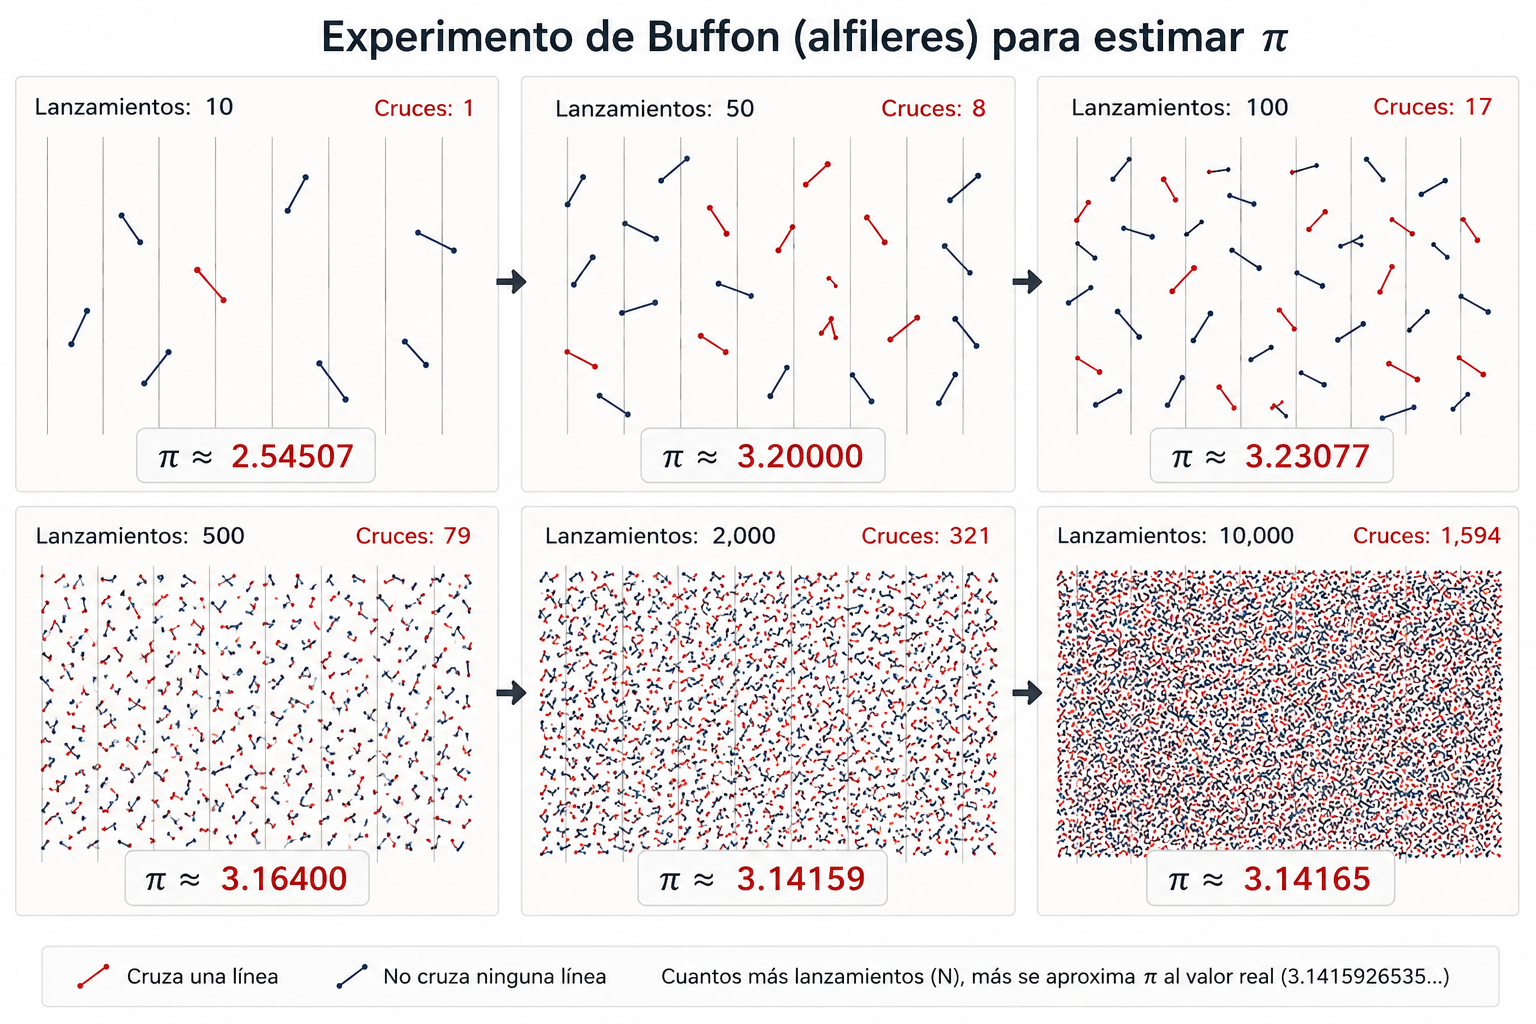 Experimento de Buffon (alfileres) para estimar π
Lanzamientos: 10 Cruces: 1
π ≈ 2.54507
Lanzamientos: 50 Cruces: 8
π ≈ 3.20000
Lanzamientos: 100 Cruces: 17
π ≈ 3.23077
Lanzamientos: 500 Cruces: 79
π ≈ 3.16400
Lanzamientos: 2,000 Cruces: 321
π ≈ 3.14159
Lanzamientos: 10,000 Cruces: 1,594
π ≈ 3.14165
Cruza una línea
No cruza ninguna línea
Cuantos más lanzamientos (N), más se aproxima π al valor real (3.1415926535...)